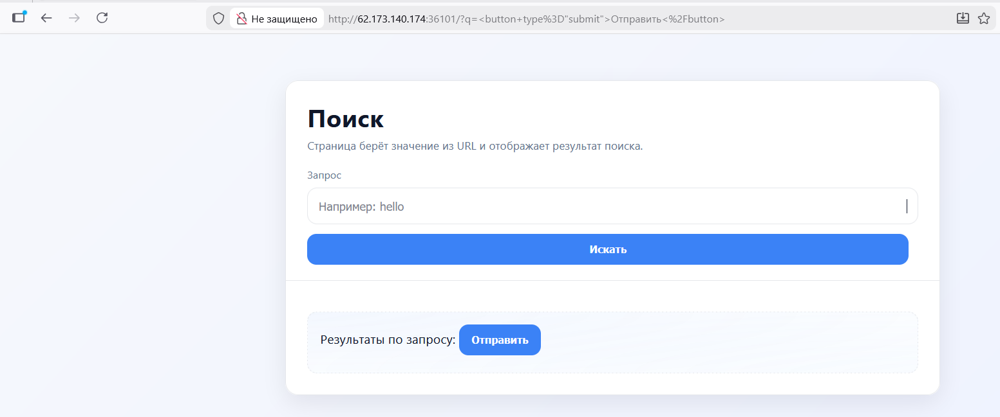 Не защищено http://62.173.140.174:36101/?q=<button+type%3D"submit">Отправить<%2Fbutton>
Поиск
Страница берёт значение из URL и отображает результат поиска.
Запрос
Например: hello
Искать
Результаты по запросу: Отправить